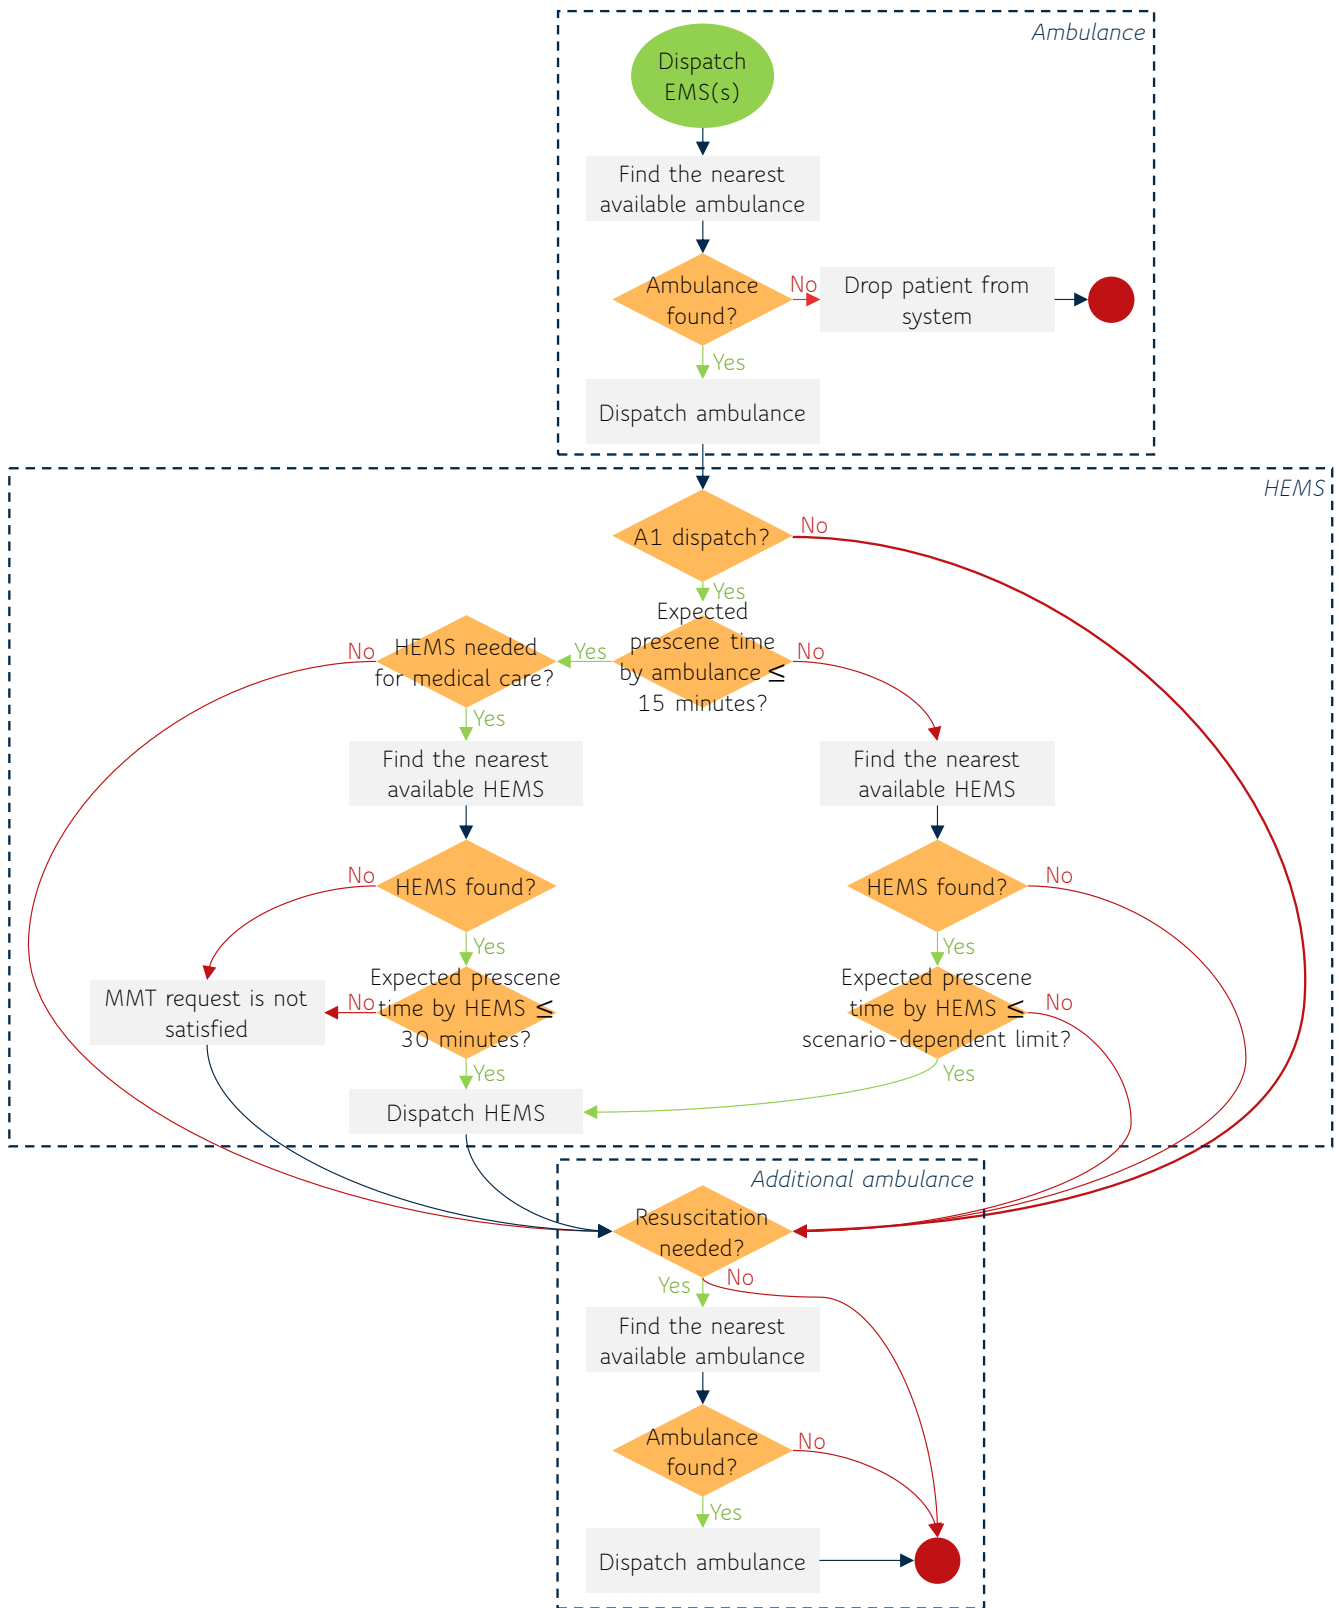 Ambulance
Dispatch
EMS(s)
Find the nearest
available ambulance
Ambulance
found?
No
Drop patient from
system
Yes
Dispatch ambulance
HEMS
A1 dispatch?
No
Yes
Expected
prescene time
by ambulance ≤
15 minutes?
Yes
No
HEMS needed
for medical care?
No
Yes
Find the nearest
available HEMS
Find the nearest
available HEMS
HEMS found?
No
Yes
HEMS found?
No
Yes
Expected prescene
time by HEMS ≤
30 minutes?
No
Yes
MMT request is not
satisfied
Expected prescene
time by HEMS ≤
scenario-dependent limit?
No
Yes
Dispatch HEMS
Additional ambulance
Resuscitation
needed?
Yes
No
Find the nearest
available ambulance
Ambulance
found?
No
Yes
Dispatch ambulance